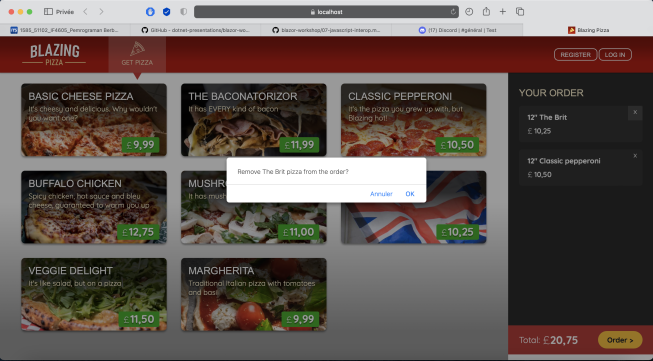 Privée
localhost
1585_S1102_IF4605_Pemrograman Berb...
GitHub - dotnet-presentations/blazor-wo...
blazor-workshop/07-javascript-interop.m...
(17) Discord | #général | Test
Blazing Pizza
BLAZING
PIZZA
GET PIZZA
REGISTER
LOG IN
BASIC CHEESE PIZZA
It's cheesy and delicious. Why wouldn't
you want one?
£9,99
THE BACONATORIZOR
It has EVERY kind of bacon
£11,99
CLASSIC PEPPERONI
It's the pizza you grew up with, but
Blazing hot!
£10,50
BUFFALO CHICKEN
Spicy chicken, hot sauce and bleu
cheese, guaranteed to warm you up
£12,75
MUSHRO
It has mush
£11,00
£10,25
VEGGIE DELIGHT
It's like salad, but on a pizza
£11,50
MARGHERITA
Traditional Italian pizza with tomatoes
and basil
£9,99
Remove The Brit pizza from the order?
Annuler
OK
YOUR ORDER
x
12" The Brit
£ 10,25
x
12" Classic pepperoni
£ 10,50
Total: £20,75
Order >